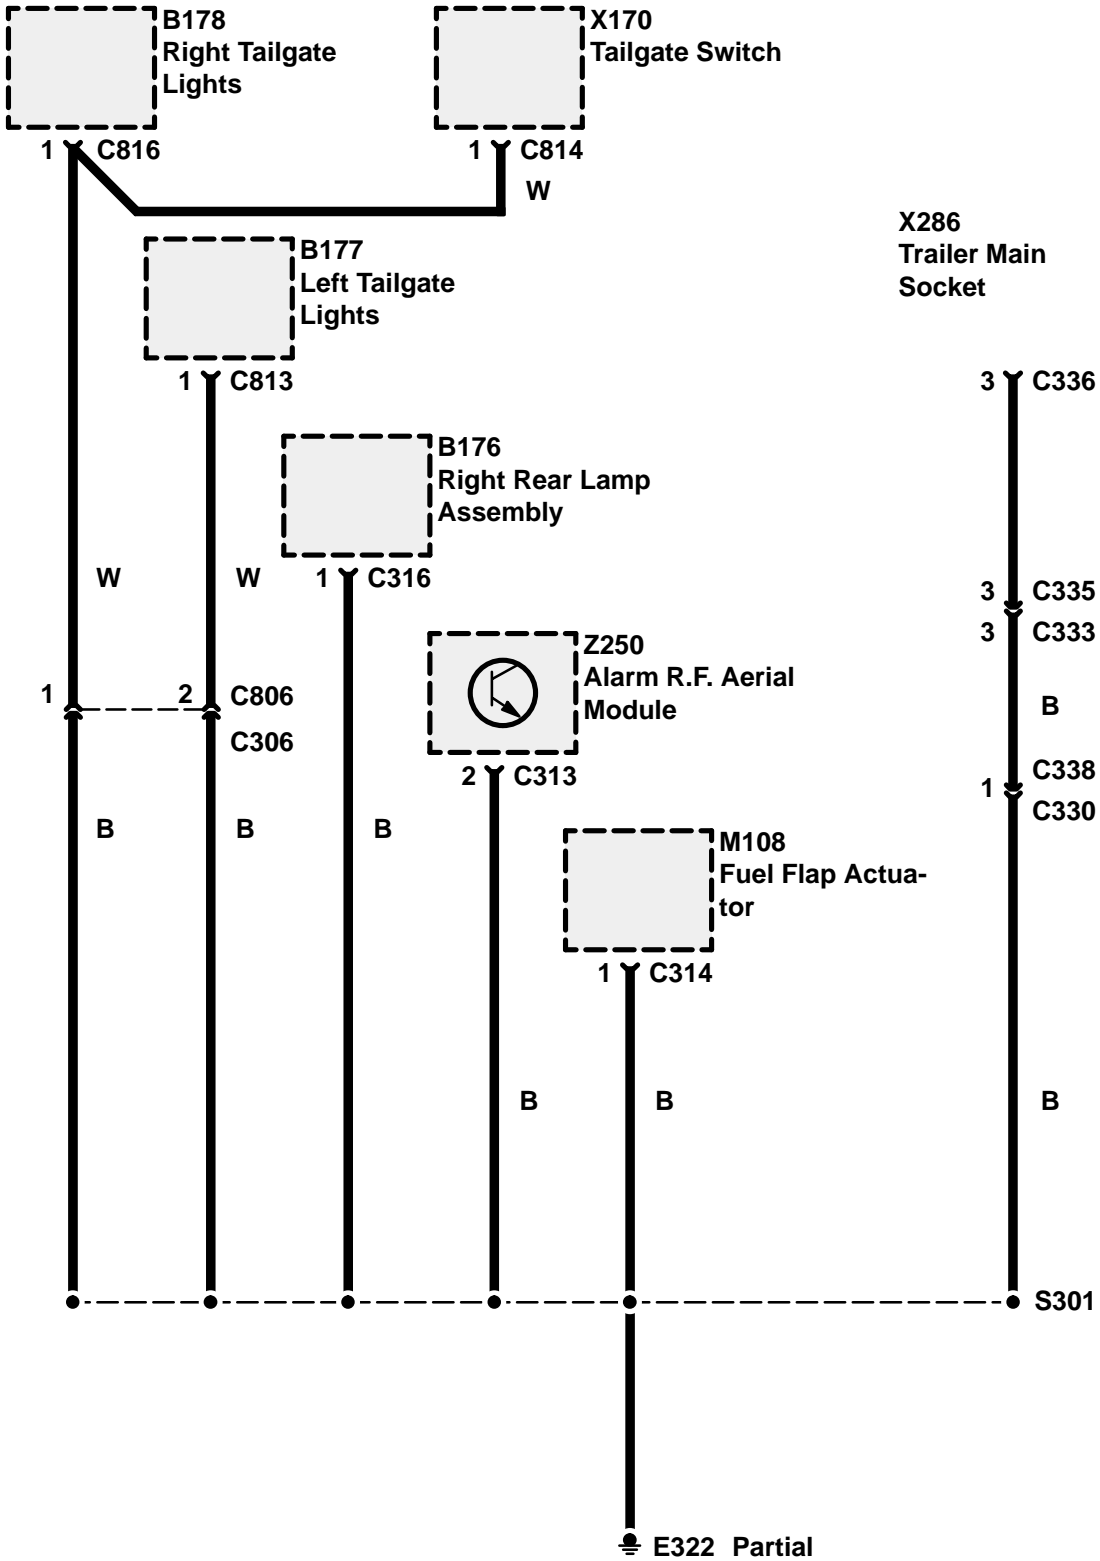 B178
Right Tailgate
Lights
1 C816
X170
Tailgate Switch
1 C814
W
B177
Left Tailgate
Lights
1 C813
X286
Trailer Main
Socket
3 C336
B176
Right Rear Lamp
Assembly
1 C316
W
W
3 C335
3 C333
Z250
Alarm R.F. Aerial
Module
2 C313
1
2 C806
C306
B
C338
1
C330
B
B
B
M108
Fuel Flap Actua-
tor
1 C314
B
B
B
S301
E322 Partial